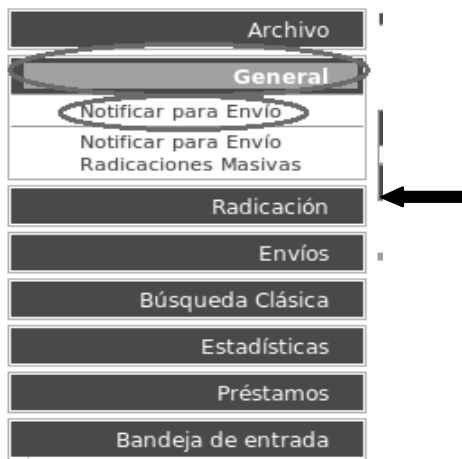 Archivo
General
Notificar para Envío
Notificar para Envío
Radicaciones Masivas
Radicación
Envíos
Búsqueda Clásica
Estadísticas
Préstamos
Bandeja de entrada